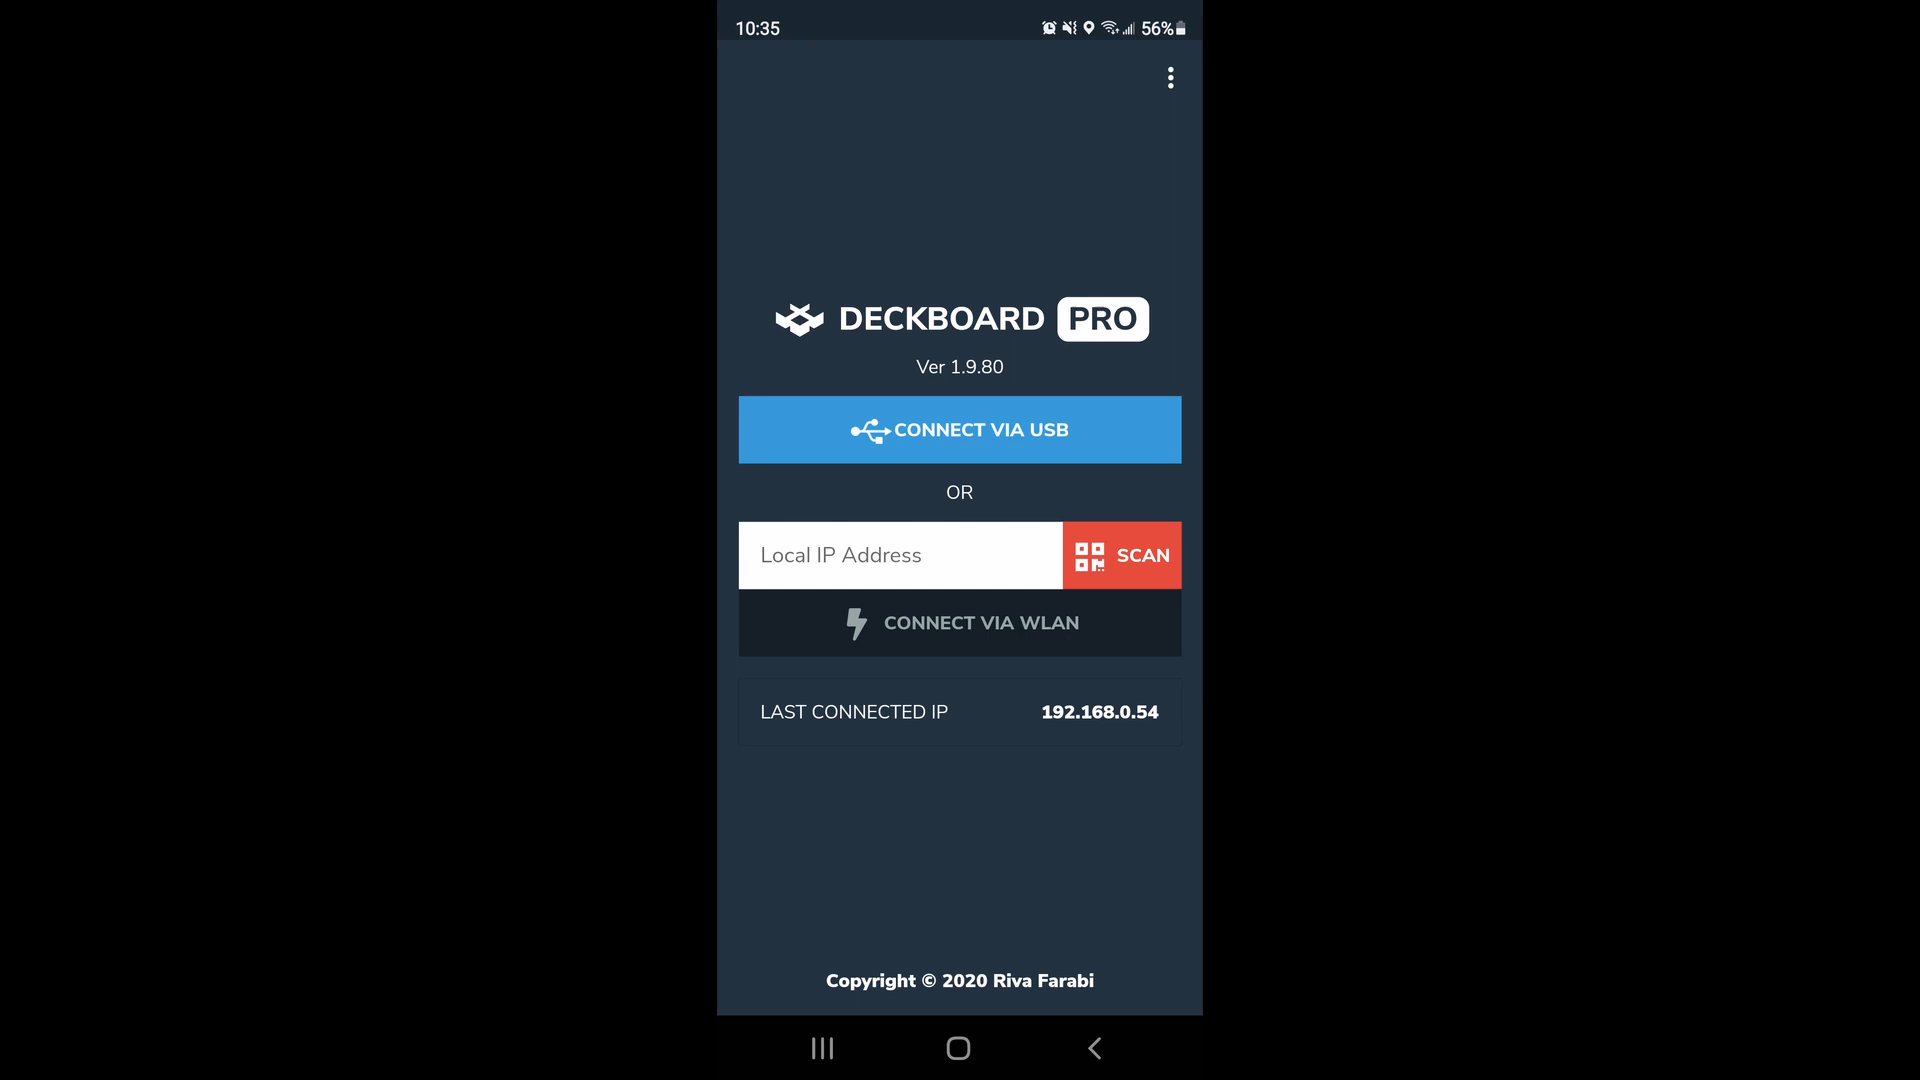 10:35
56%
DECKBOARD PRO
Ver 1.9.80
CONNECT VIA USB
OR
Local IP Address
SCAN
CONNECT VIA WLAN
LAST CONNECTED IP
192.168.0.54
Copyright © 2020 Riva Farabi